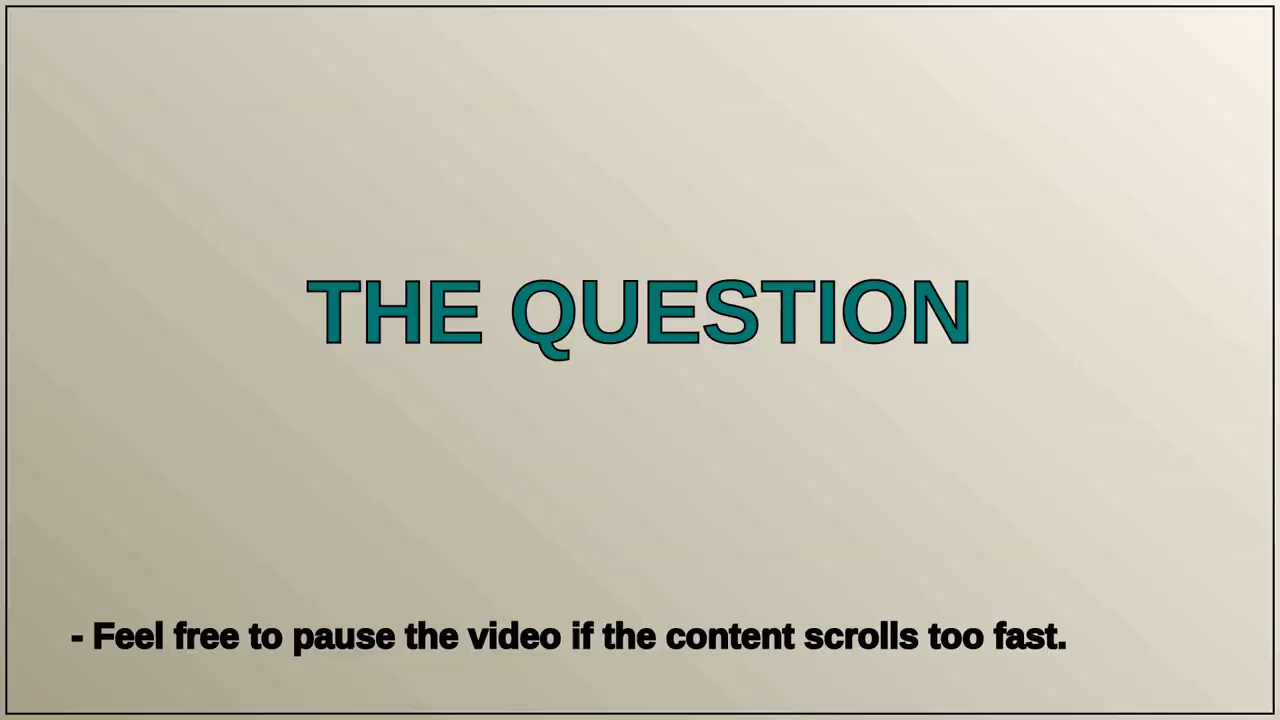 THE QUESTION
- Feel free to pause the video if the content scrolls too fast.